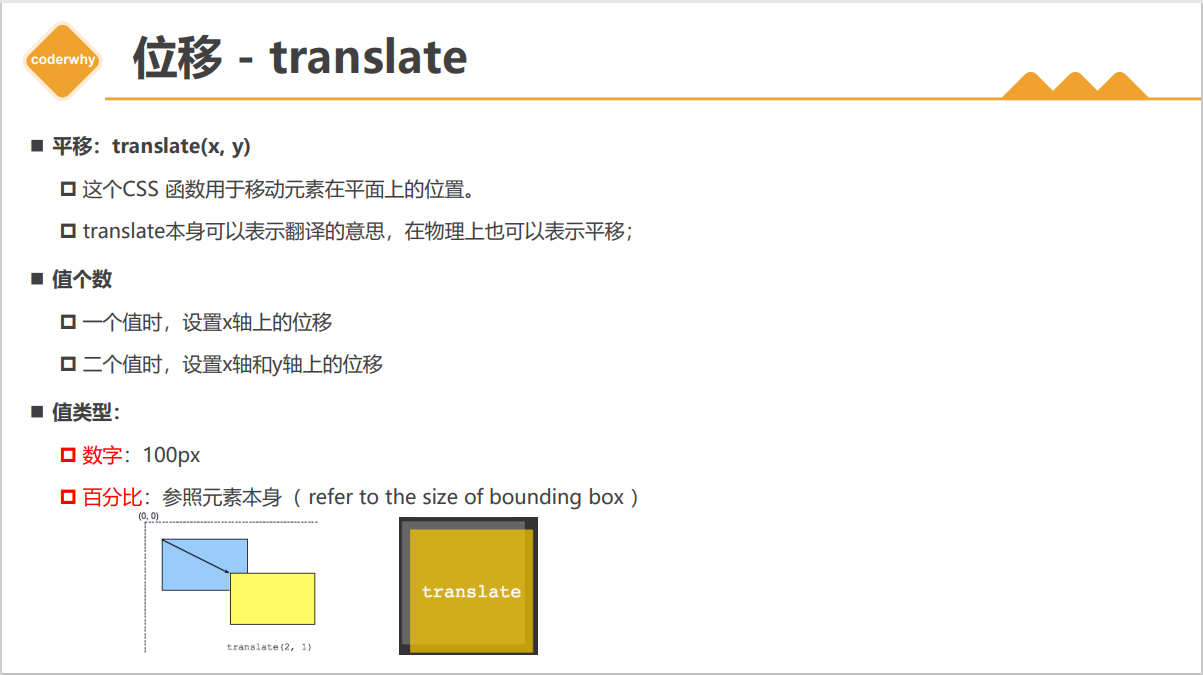 coderwhy
位移 - translate
平移：translate(x, y)
这个CSS 函数用于移动元素在平面上的位置。
translate本身可以表示翻译的意思，在物理上也可以表示平移；
值个数
一个值时，设置x轴上的位移
二个值时，设置x轴和y轴上的位移
值类型：
数字：100px
百分比：参照元素本身（ refer to the size of bounding box ）
(0, 0)
translate
translate(2, 1)